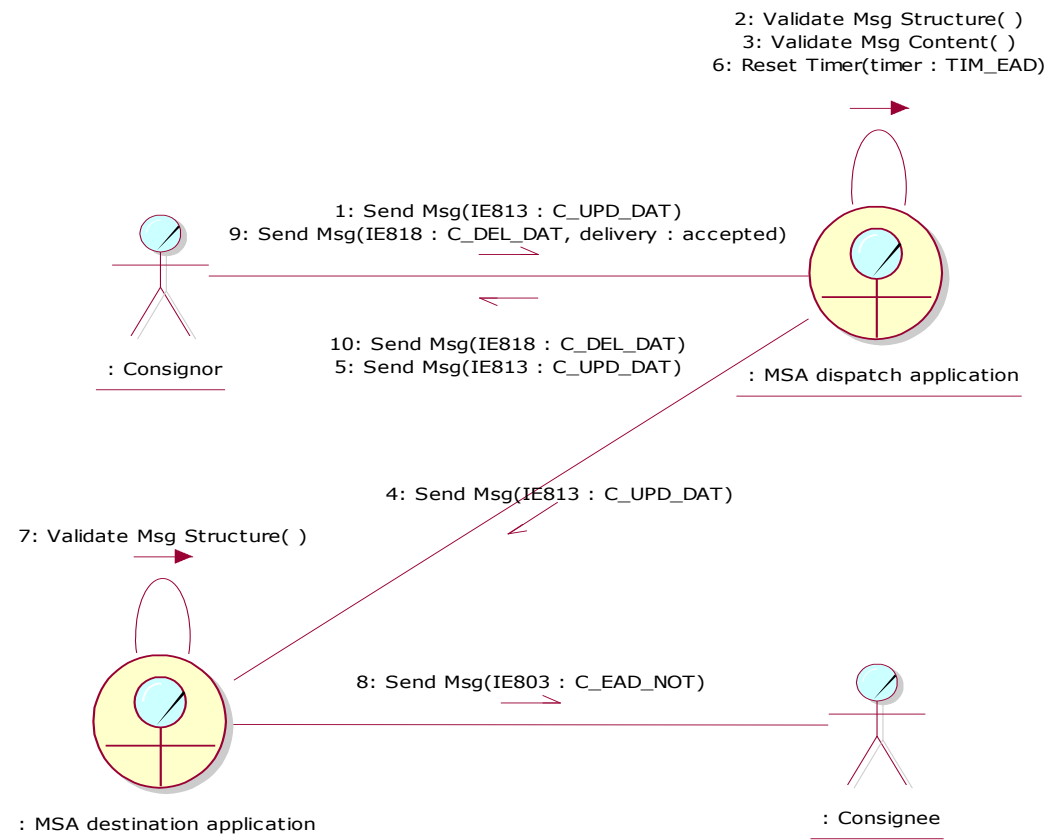 2: Validate Msg Structure( )
3: Validate Msg Content( )
6: Reset Timer(timer : TIM_EAD)
1: Send Msg(IE813 : C_UPD_DAT)
9: Send Msg(IE818 : C_DEL_DAT, delivery : accepted)
10: Send Msg(IE818 : C_DEL_DAT)
5: Send Msg(IE813 : C_UPD_DAT)
: Consignor
: MSA dispatch application
4: Send Msg(IE813 : C_UPD_DAT)
7: Validate Msg Structure( )
8: Send Msg(IE803 : C_EAD_NOT)
: MSA destination application
: Consignee